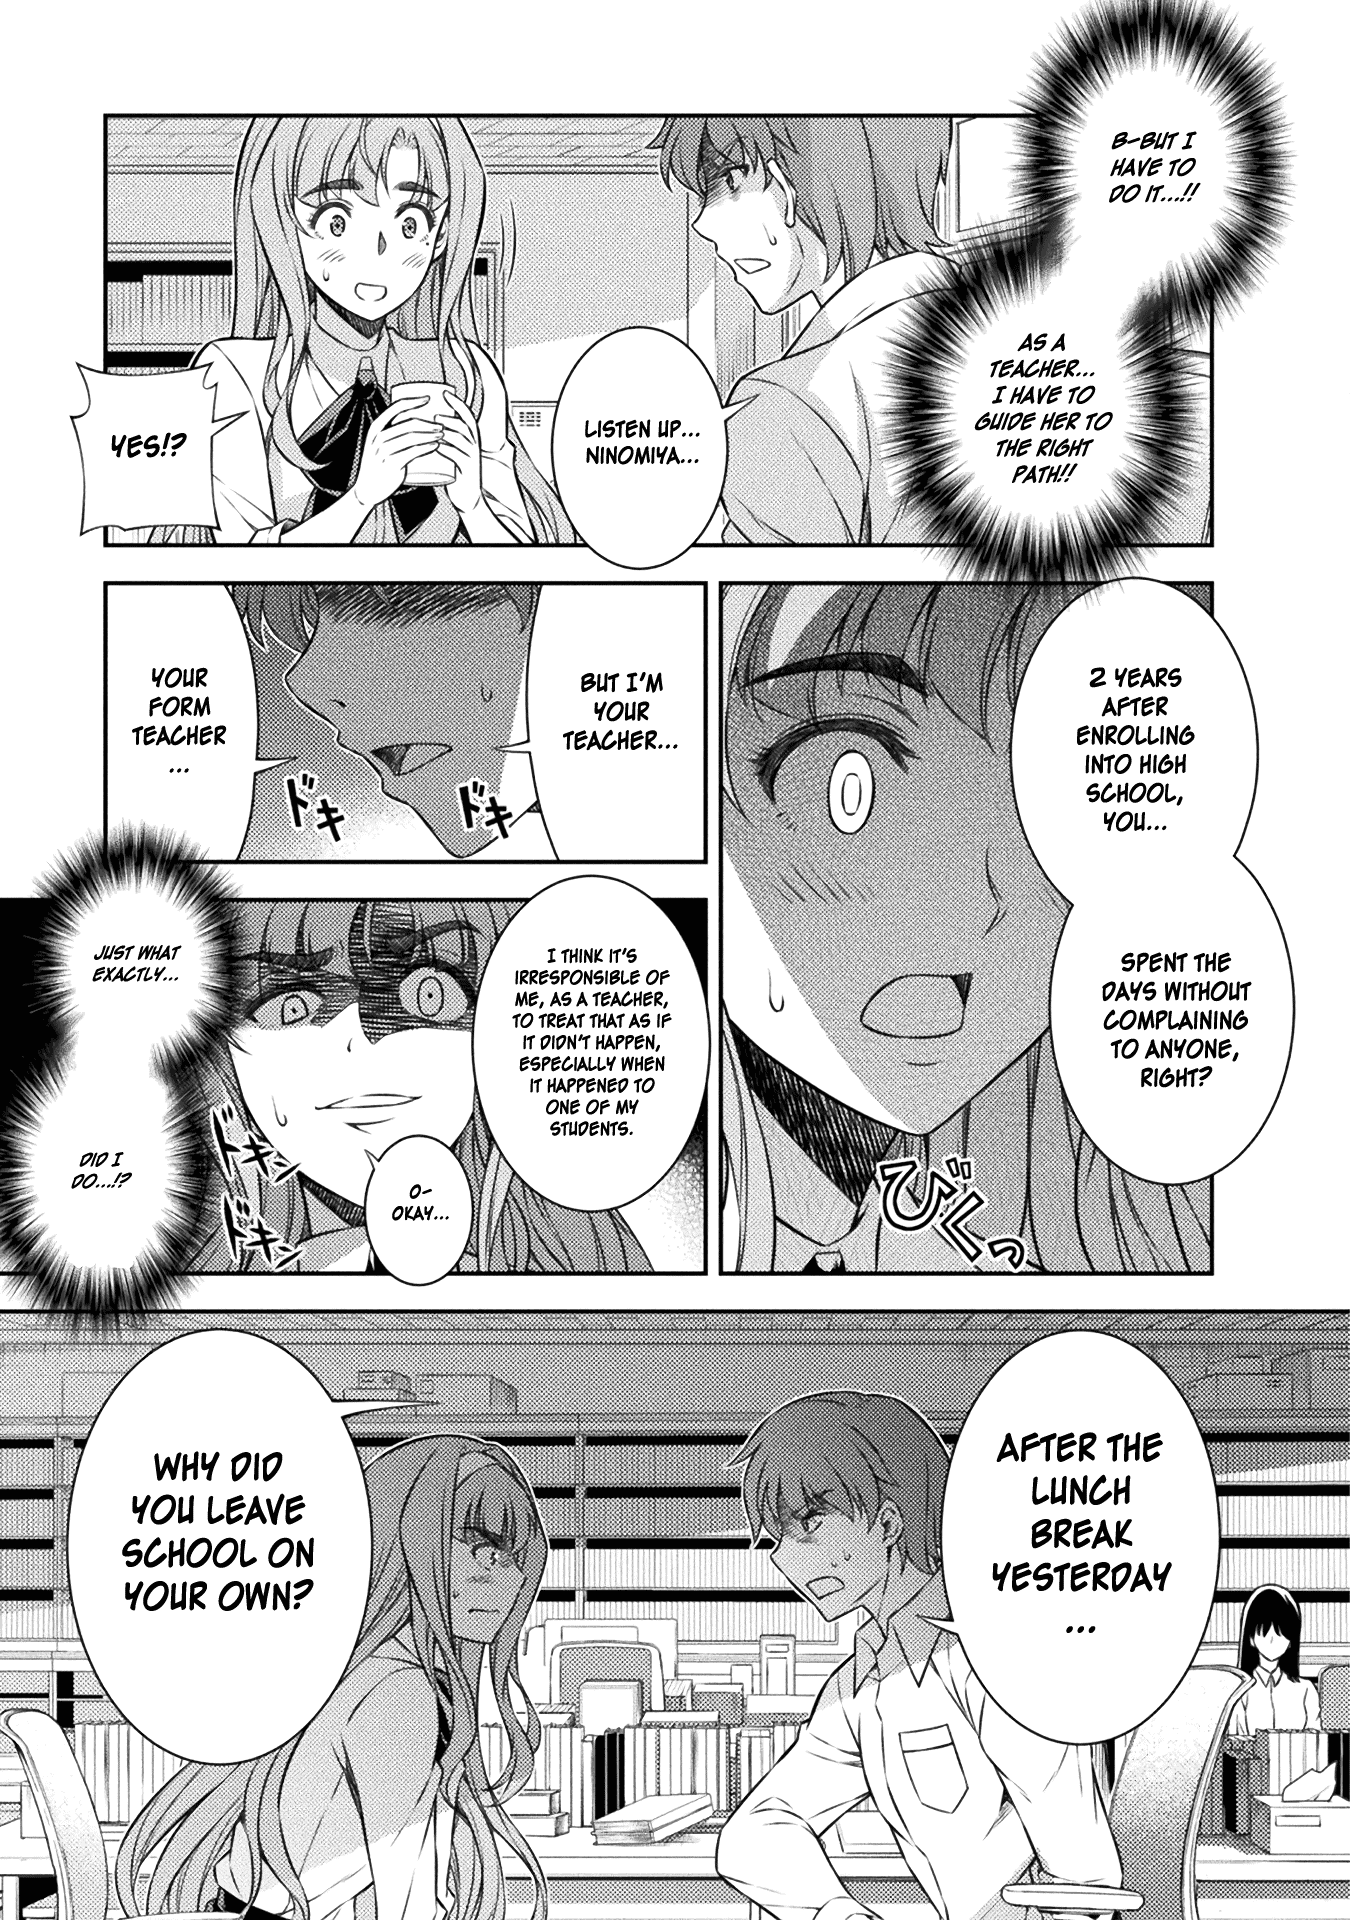 B-BUT I
HAVE TO
DO IT...!!
AS A
TEACHER...
I HAVE TO
GUIDE HER TO
THE RIGHT
PATH!!
LISTEN UP...
NINOMIYA...
YES!?
2 YEARS
AFTER
ENROLLING
INTO HIGH
SCHOOL,
YOU...
SPENT THE
DAYS WITHOUT
COMPLAINING
TO ANYONE,
RIGHT?
びくっ
BUT I'M
YOUR
TEACHER...
ドキ
YOUR
FORM
TEACHER
...
ドキ
I THINK IT'S
IRRESPONSIBLE OF
ME, AS A TEACHER,
TO TREAT THAT AS IF
IT DIDN'T HAPPEN,
ESPECIALLY WHEN
IT HAPPENED TO
ONE OF MY
STUDENTS.
O-
OKAY...
ドキン
ドキン
JUST WHAT
EXACTLY...
DID I
DO...!?
AFTER THE
LUNCH
BREAK
YESTERDAY
...
WHY DID
YOU LEAVE
SCHOOL ON
YOUR OWN?